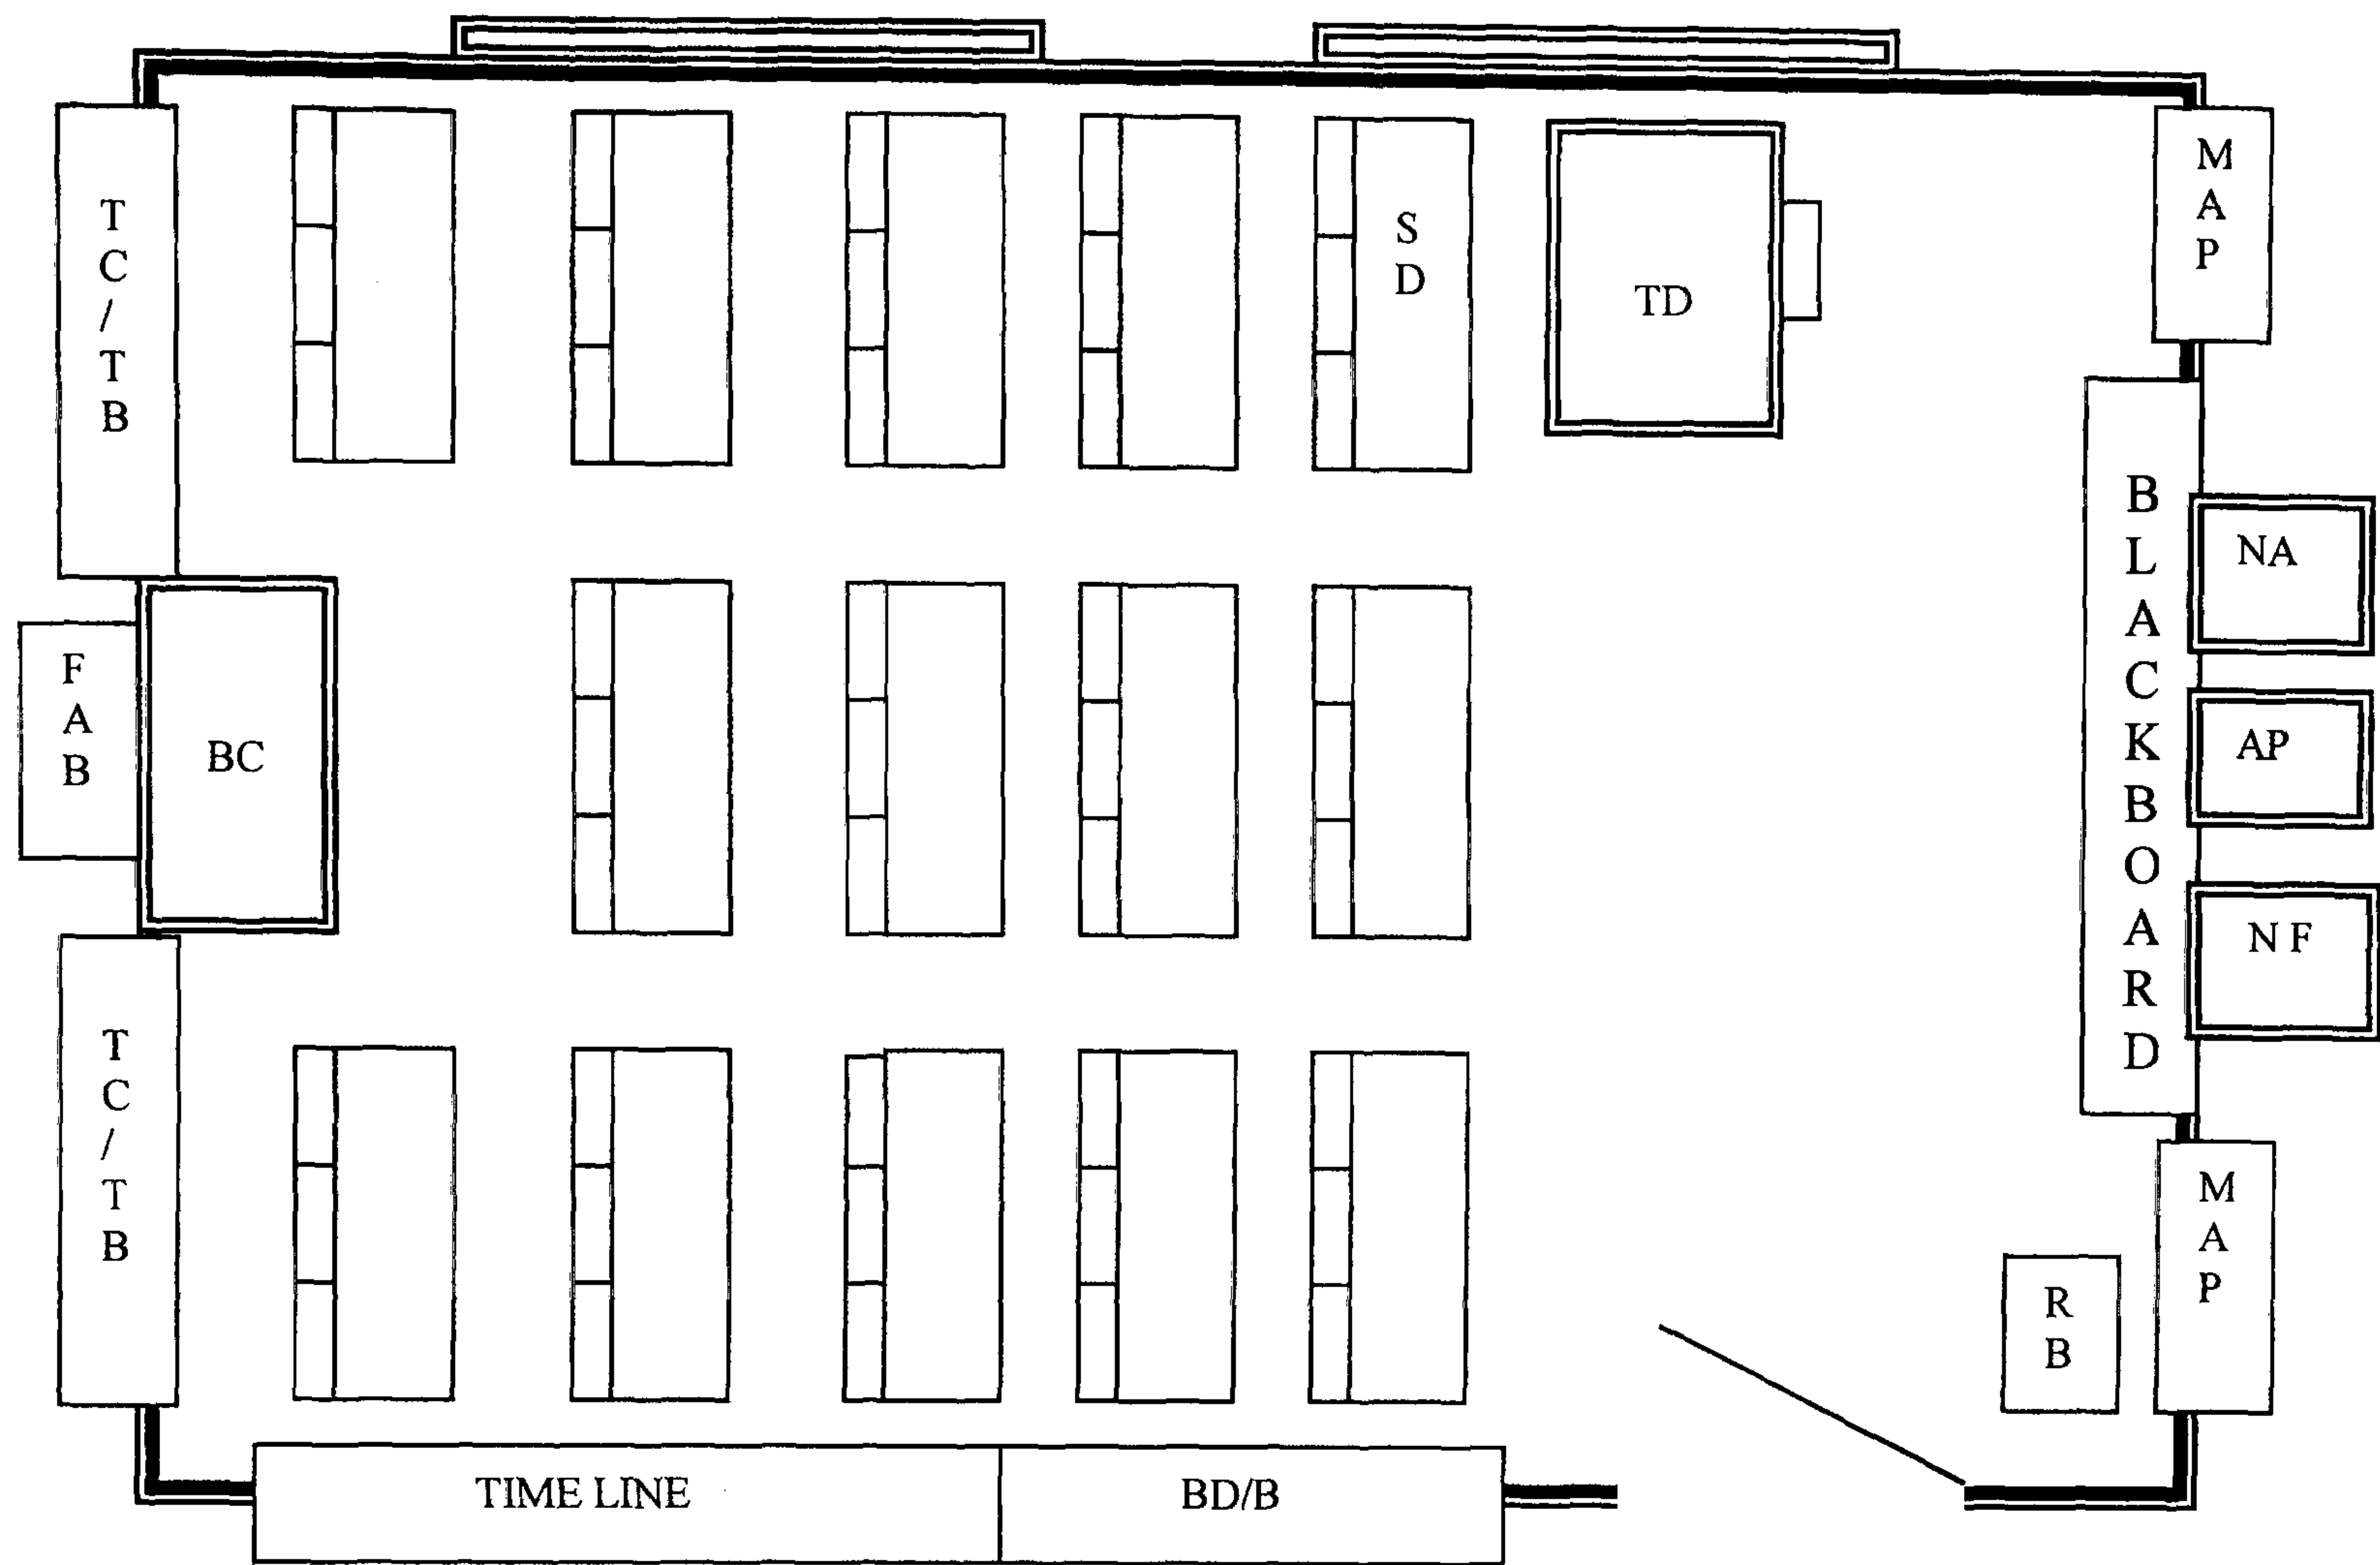 TC/TB
SD
TD
MAP
BLACKBOARD
NA
FAB
BC
AP
NF
TC/TB
MAP
RB
TIME LINE
BD/B